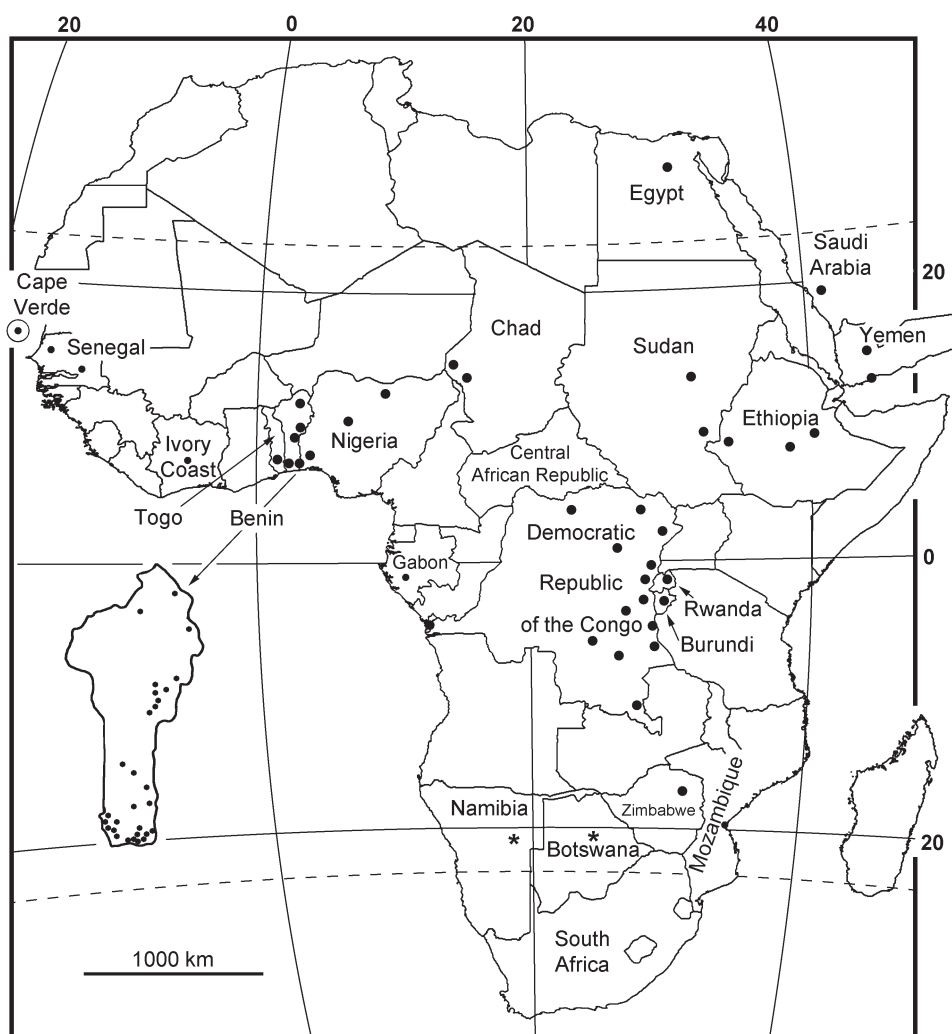 20 0 20 40
Egypt
Saudi
Arabia
20
Cape
Verde
Senegal
Chad
Sudan
Yemen
Ethiopia
Nigeria
Ivory
Coast
Central
African Republic
Togo
Benin
Democratic
Gabon
0
Republic
Rwanda
of the Congo
Burundi
Mozambique
Namibia
Zimbabwe
* *
Botswana
20
South
Africa
1000 km